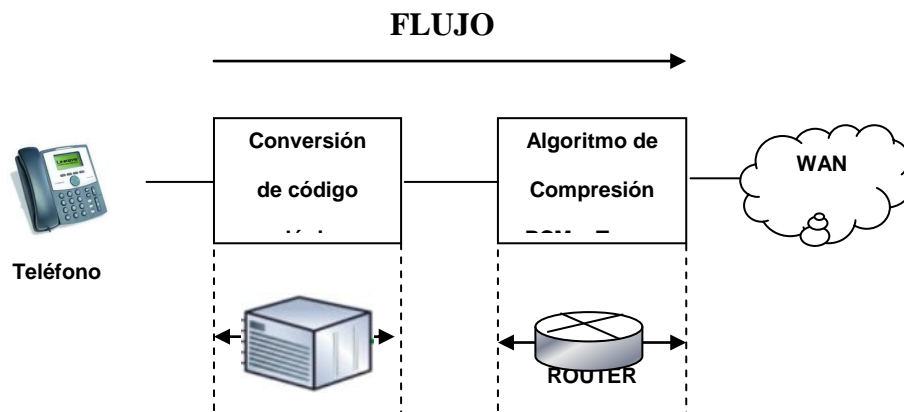 FLUJO
Conversión
de código
Algoritmo de
Compresión
WAN
Teléfono
ROUTER